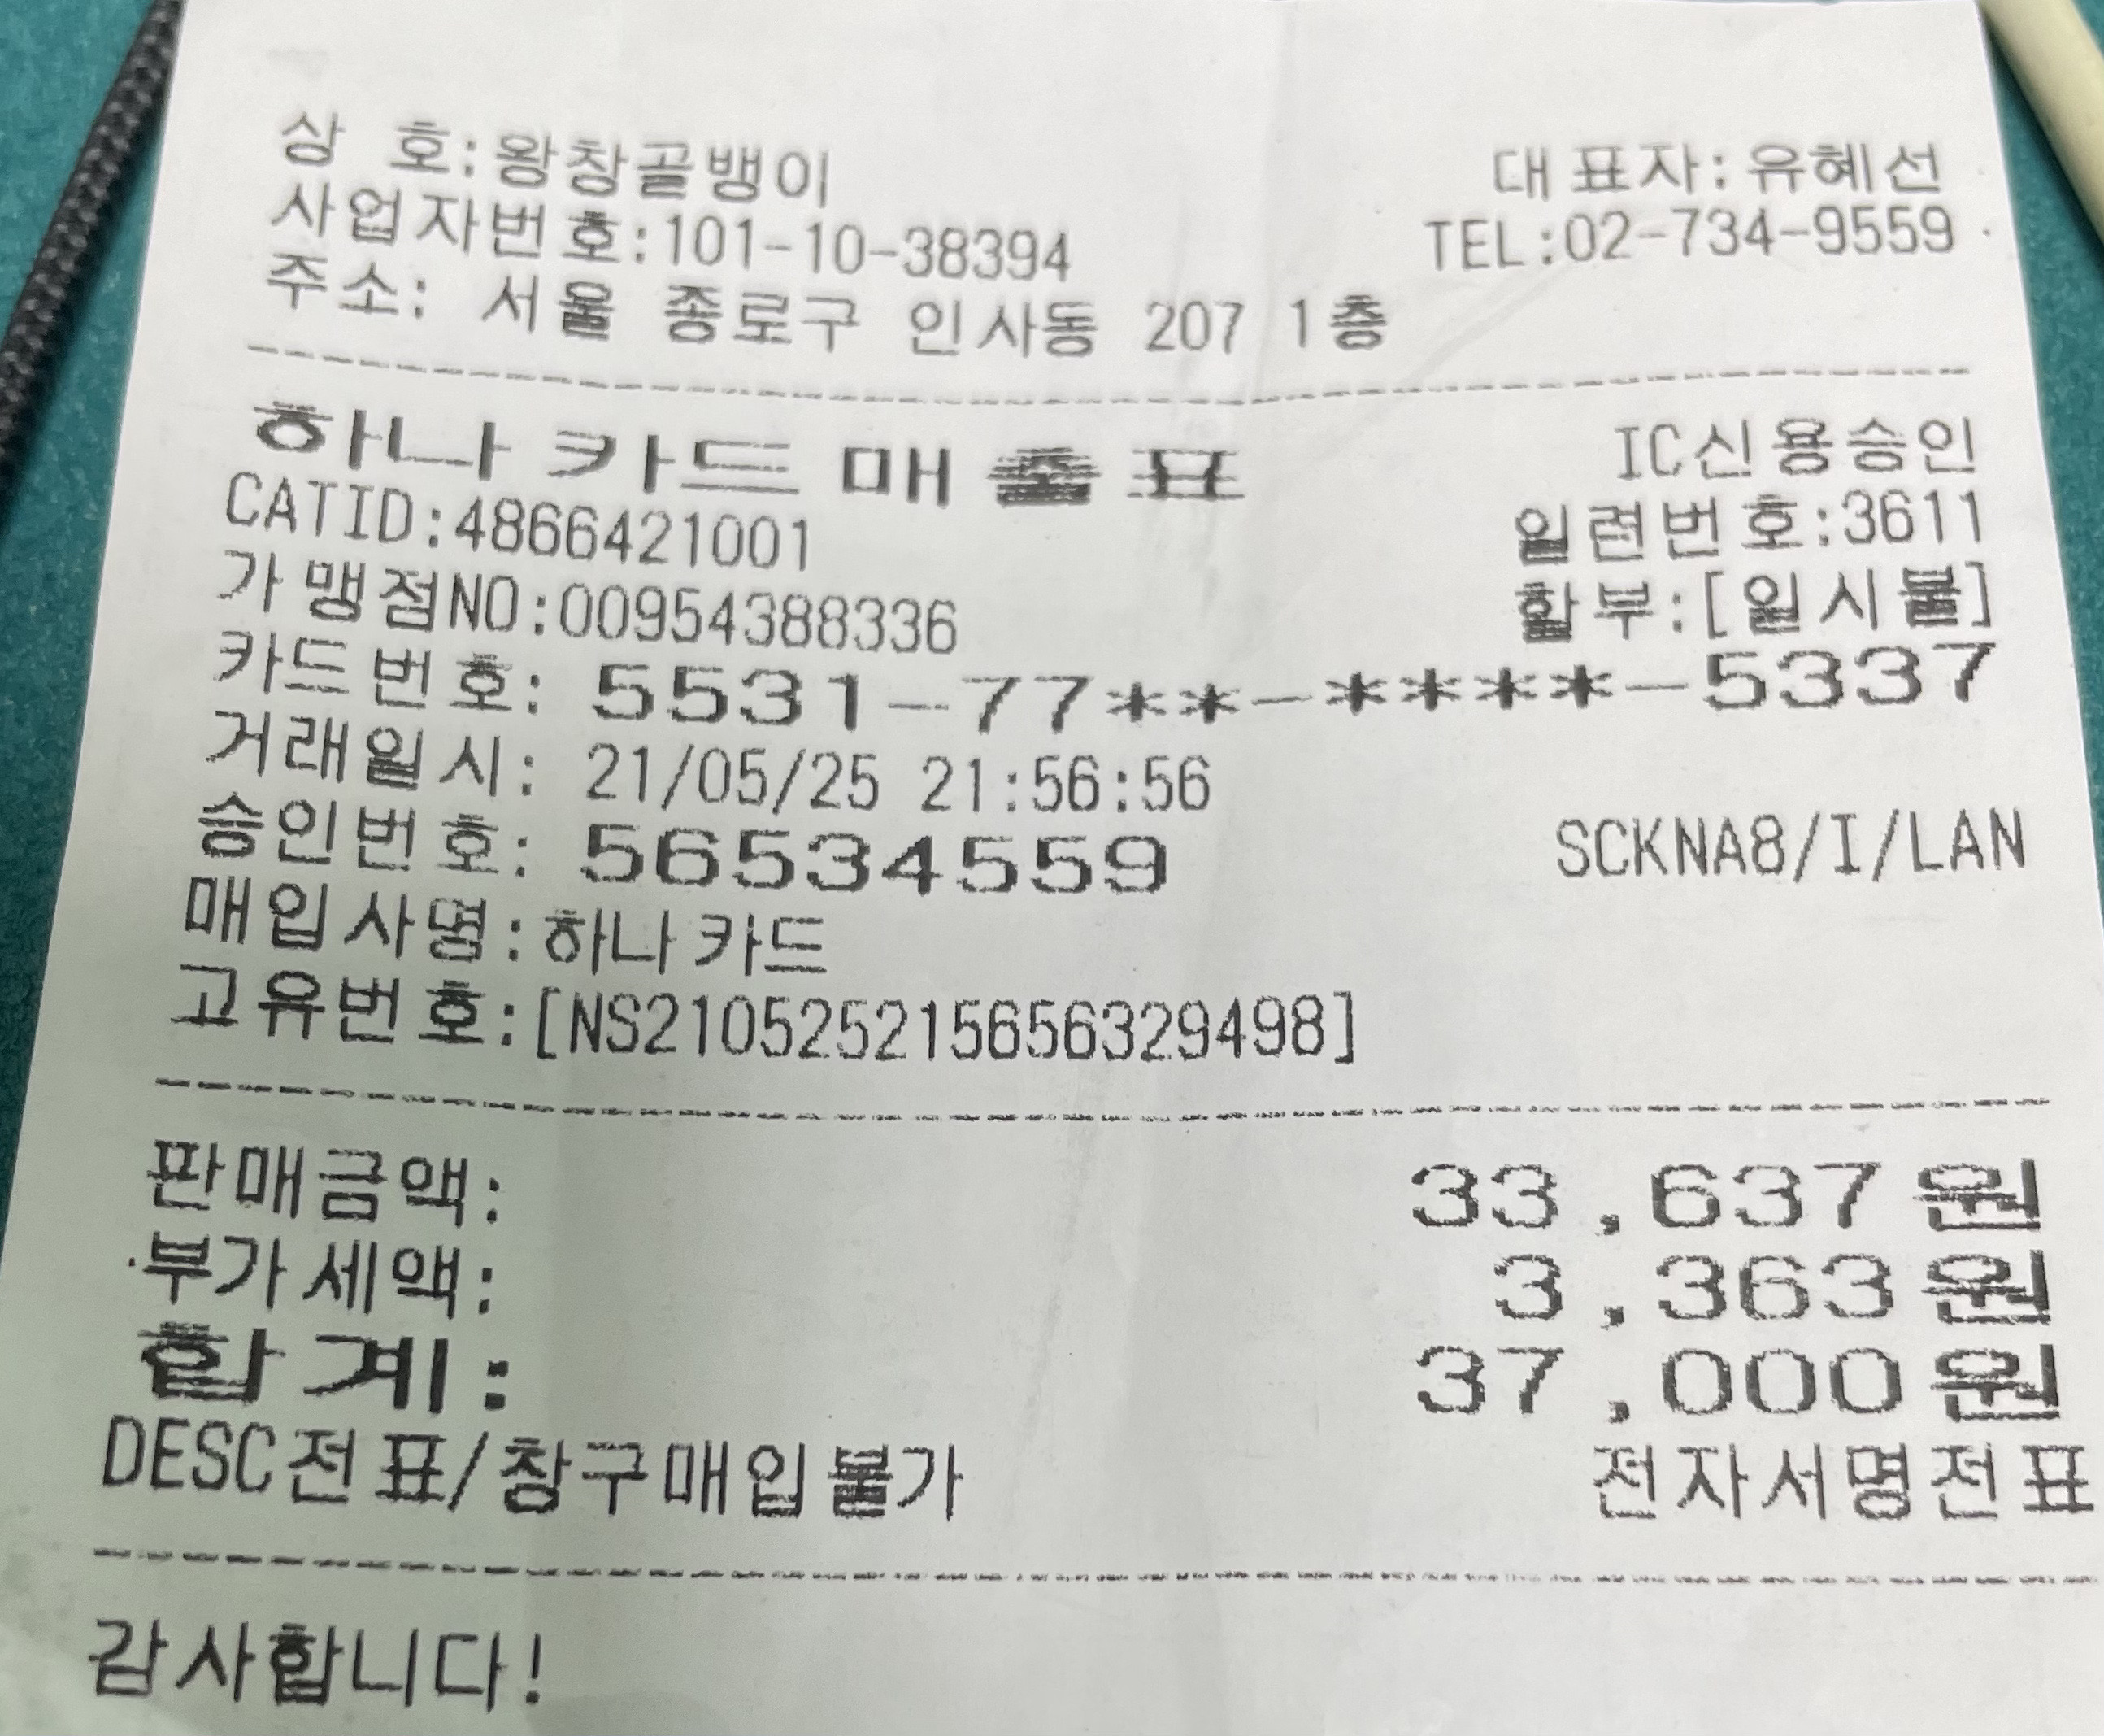 상 호:왕창골뱅이 대표자:유혜선
사업자번호:101-10-38394 TEL:02-734-9559
주소: 서울 종로구 인사동 207 1층
하나카드매출표 IC신용승인
CATID:4866421001 일련번호:3611
가맹점NO:00954388336 할부:[일시불]
카드번호: 5531-77**-****-5337
거래일시: 21/05/25 21:56:56
승인번호: 56534559 SCKNA8/I/LAN
매입사명:하나카드
고유번호:[NS210525215656329498]
판매금액: 33,637원
부가세액: 3,363원
합계: 37,000원
DESC전표/창구매입불가 전자서명전표
감사합니다!